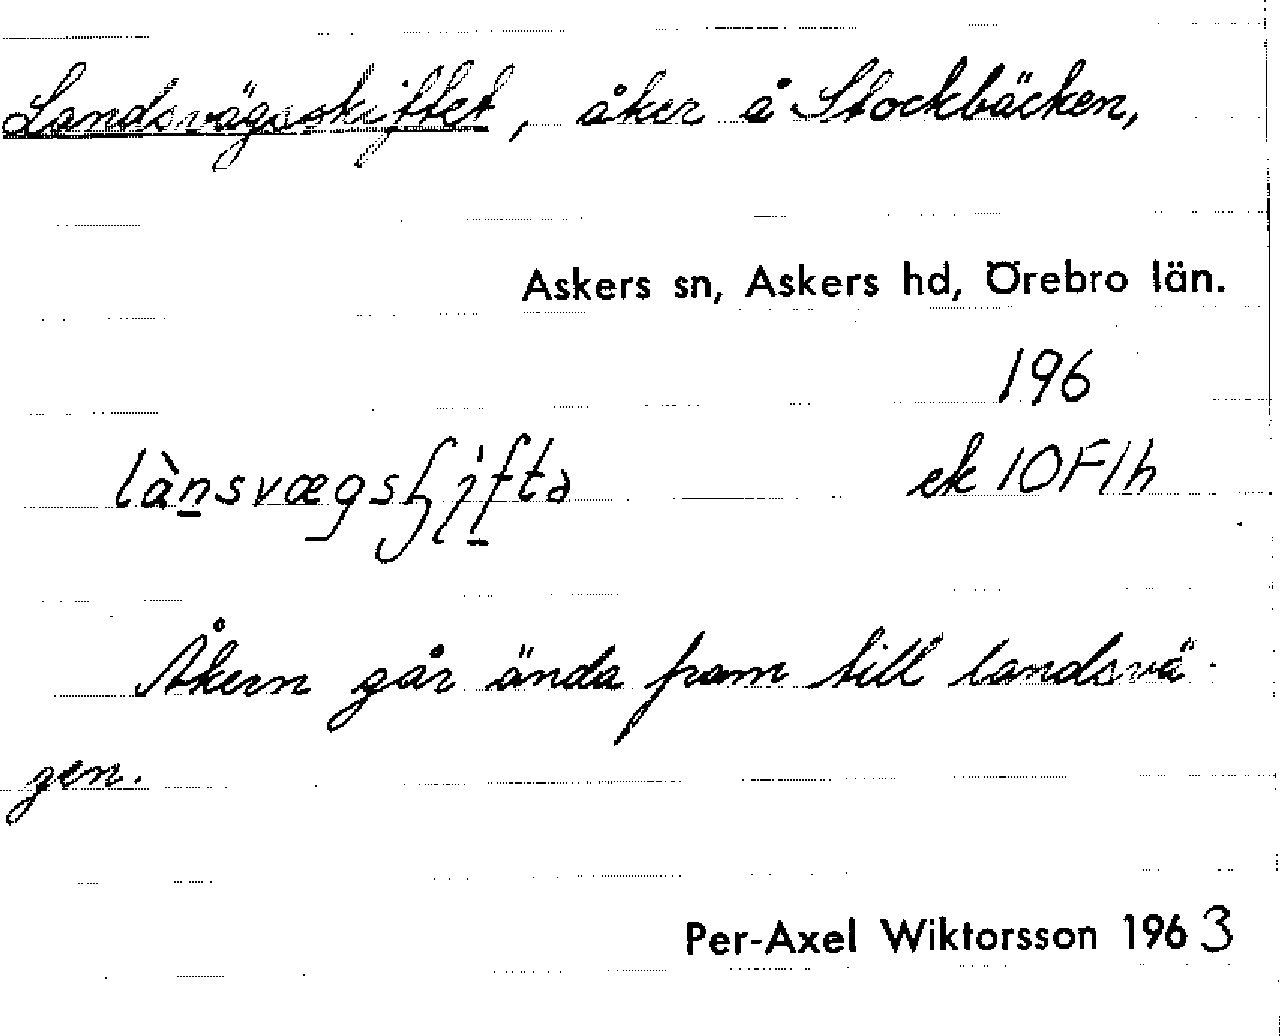 Landsvägsskiftet, åker å Stockbäcken,
Askers sn, Askers hd, Örebro län.
196
ek 10F1h
Åkern går ända fram till landsvä-
gen.
Per-Axel Wiktorsson 1963